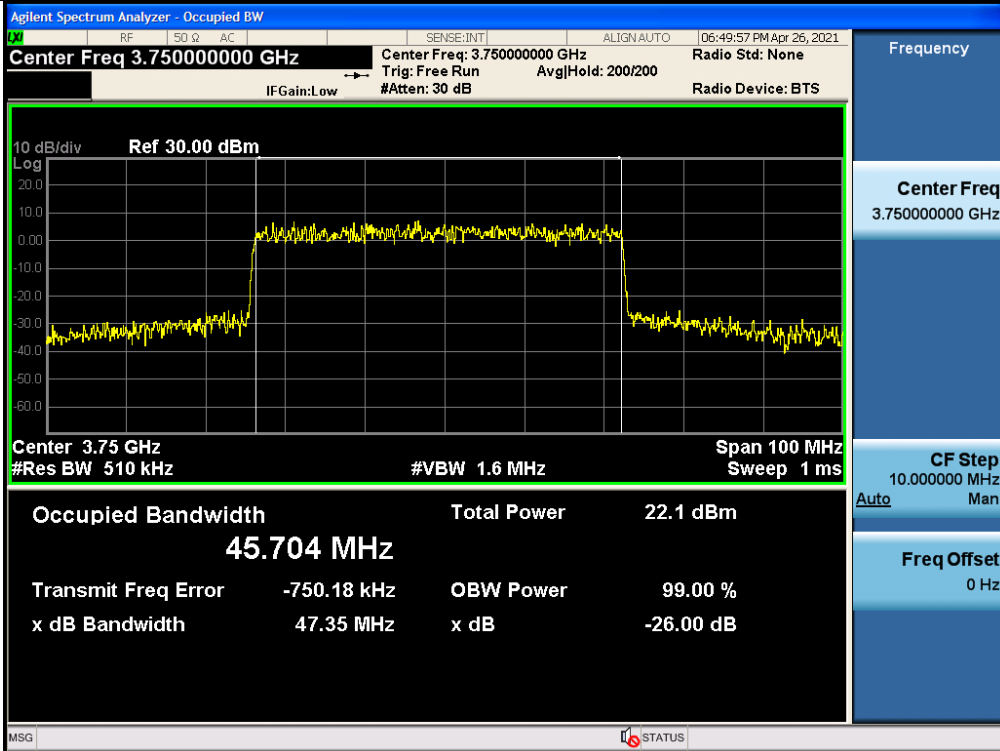 Agilent Spectrum Analyzer - Occupied BW
LXI RF 50 Ω AC SENSE:INT ALIGN AUTO 06:49:57 PM Apr 26, 2021
Center Freq 3.750000000 GHz
Center Freq: 3.750000000 GHz Radio Std: None
Trig: Free Run Avg|Hold: 200/200
IFGain:Low #Atten: 30 dB Radio Device: BTS
10 dB/div Ref 30.00 dBm
Log
20.0
10.0
0.00
-10.0
-20.0
-30.0
-40.0
-50.0
-60.0
Center 3.75 GHz Span 100 MHz
#Res BW 510 kHz #VBW 1.6 MHz Sweep 1 ms
Occupied Bandwidth Total Power 22.1 dBm
45.704 MHz
Transmit Freq Error -750.18 kHz OBW Power 99.00 %
x dB Bandwidth 47.35 MHz x dB -26.00 dB
MSG STATUS
Frequency
Center Freq
3.750000000 GHz
CF Step
10.000000 MHz
Auto Man
Freq Offset
0 Hz